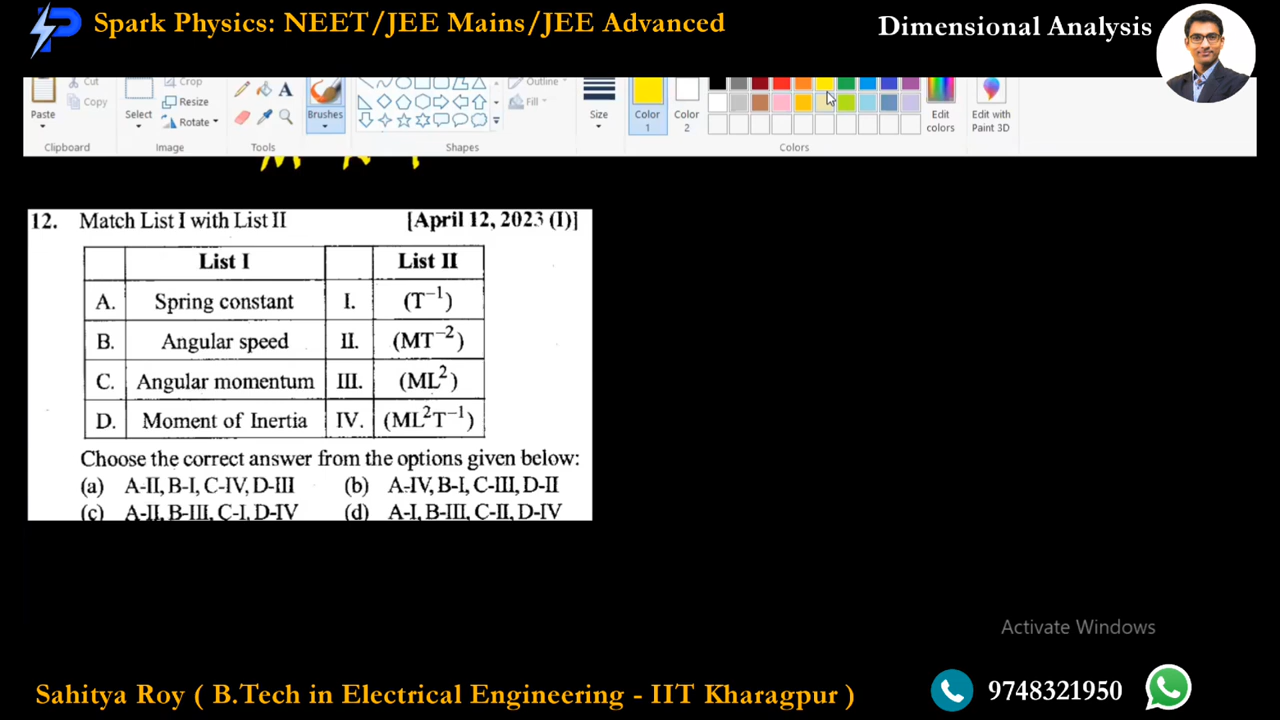 Spark Physics: NEET/JEE Mains/JEE Advanced
Dimensional Analysis
Cut
Copy
Paste
Clipboard
Crop
Resize
Rotate
Select
Image
A
Tools
Brushes
Outline
Fill
Shapes
Size
Color 1
Color 2
Edit colors
Edit with Paint 3D
Colors
12. Match List I with List II [April 12, 2023 (I)]
List I List II
A. Spring constant I. (T⁻¹)
B. Angular speed II. (MT⁻²)
C. Angular momentum III. (ML²)
D. Moment of Inertia IV. (ML²T⁻¹)
Choose the correct answer from the options given below:
(a) A-II, B-I, C-IV, D-III (b) A-IV, B-I, C-III, D-II
(c) A-II, B-III, C-I, D-IV (d) A-I, B-III, C-II, D-IV
Activate Windows
Sahitya Roy ( B.Tech in Electrical Engineering - IIT Kharagpur )
9748321950